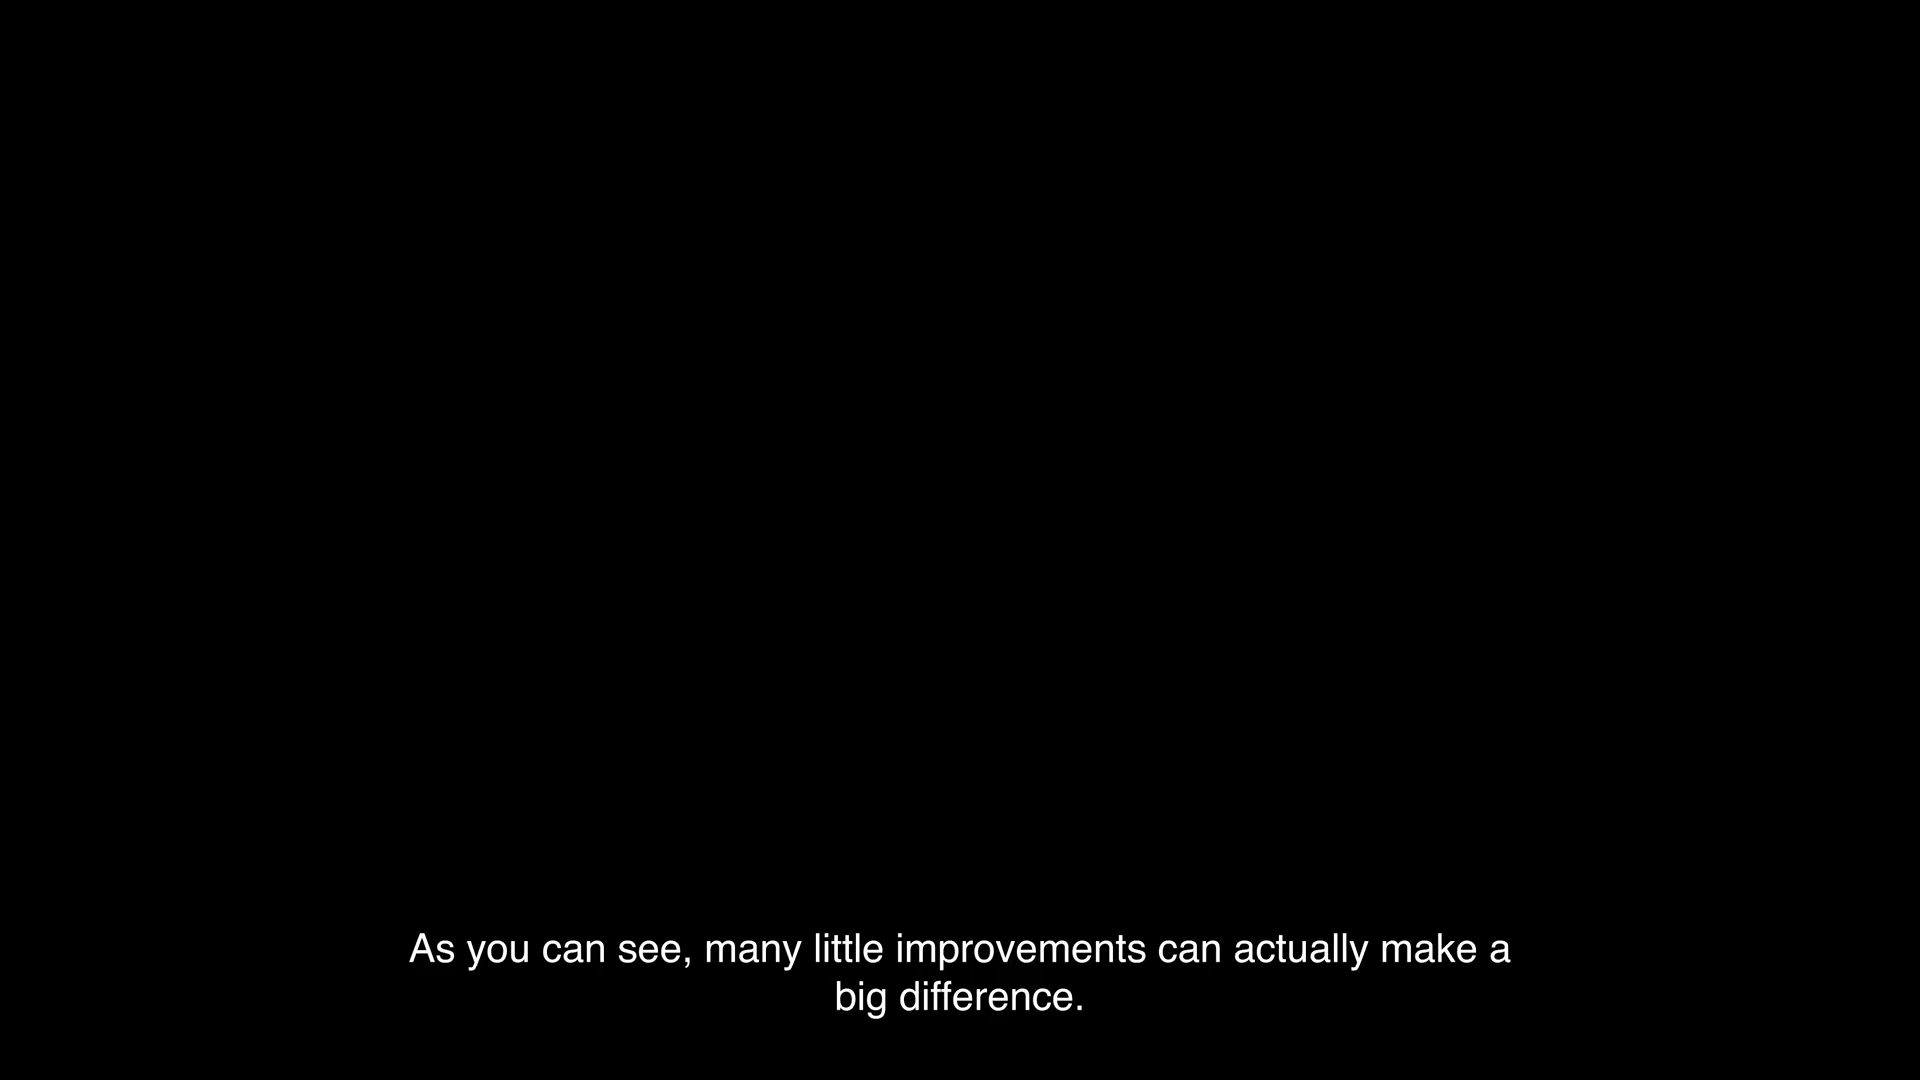 As you can see, many little improvements can actually make a
big difference.